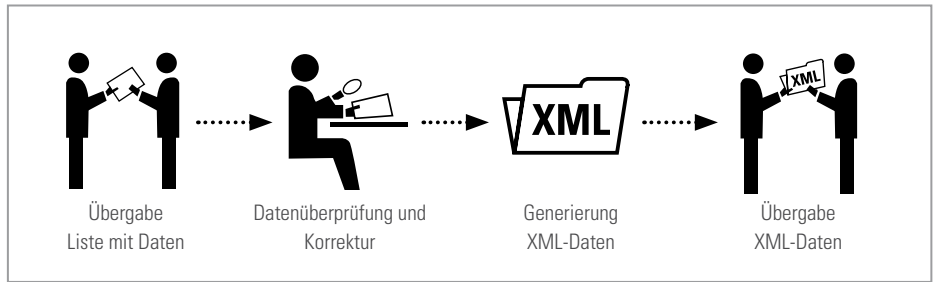 XML
XML
Übergabe
Liste mit Daten
Datenüberprüfung und
Korrektur
Generierung
XML-Daten
Übergabe
XML-Daten